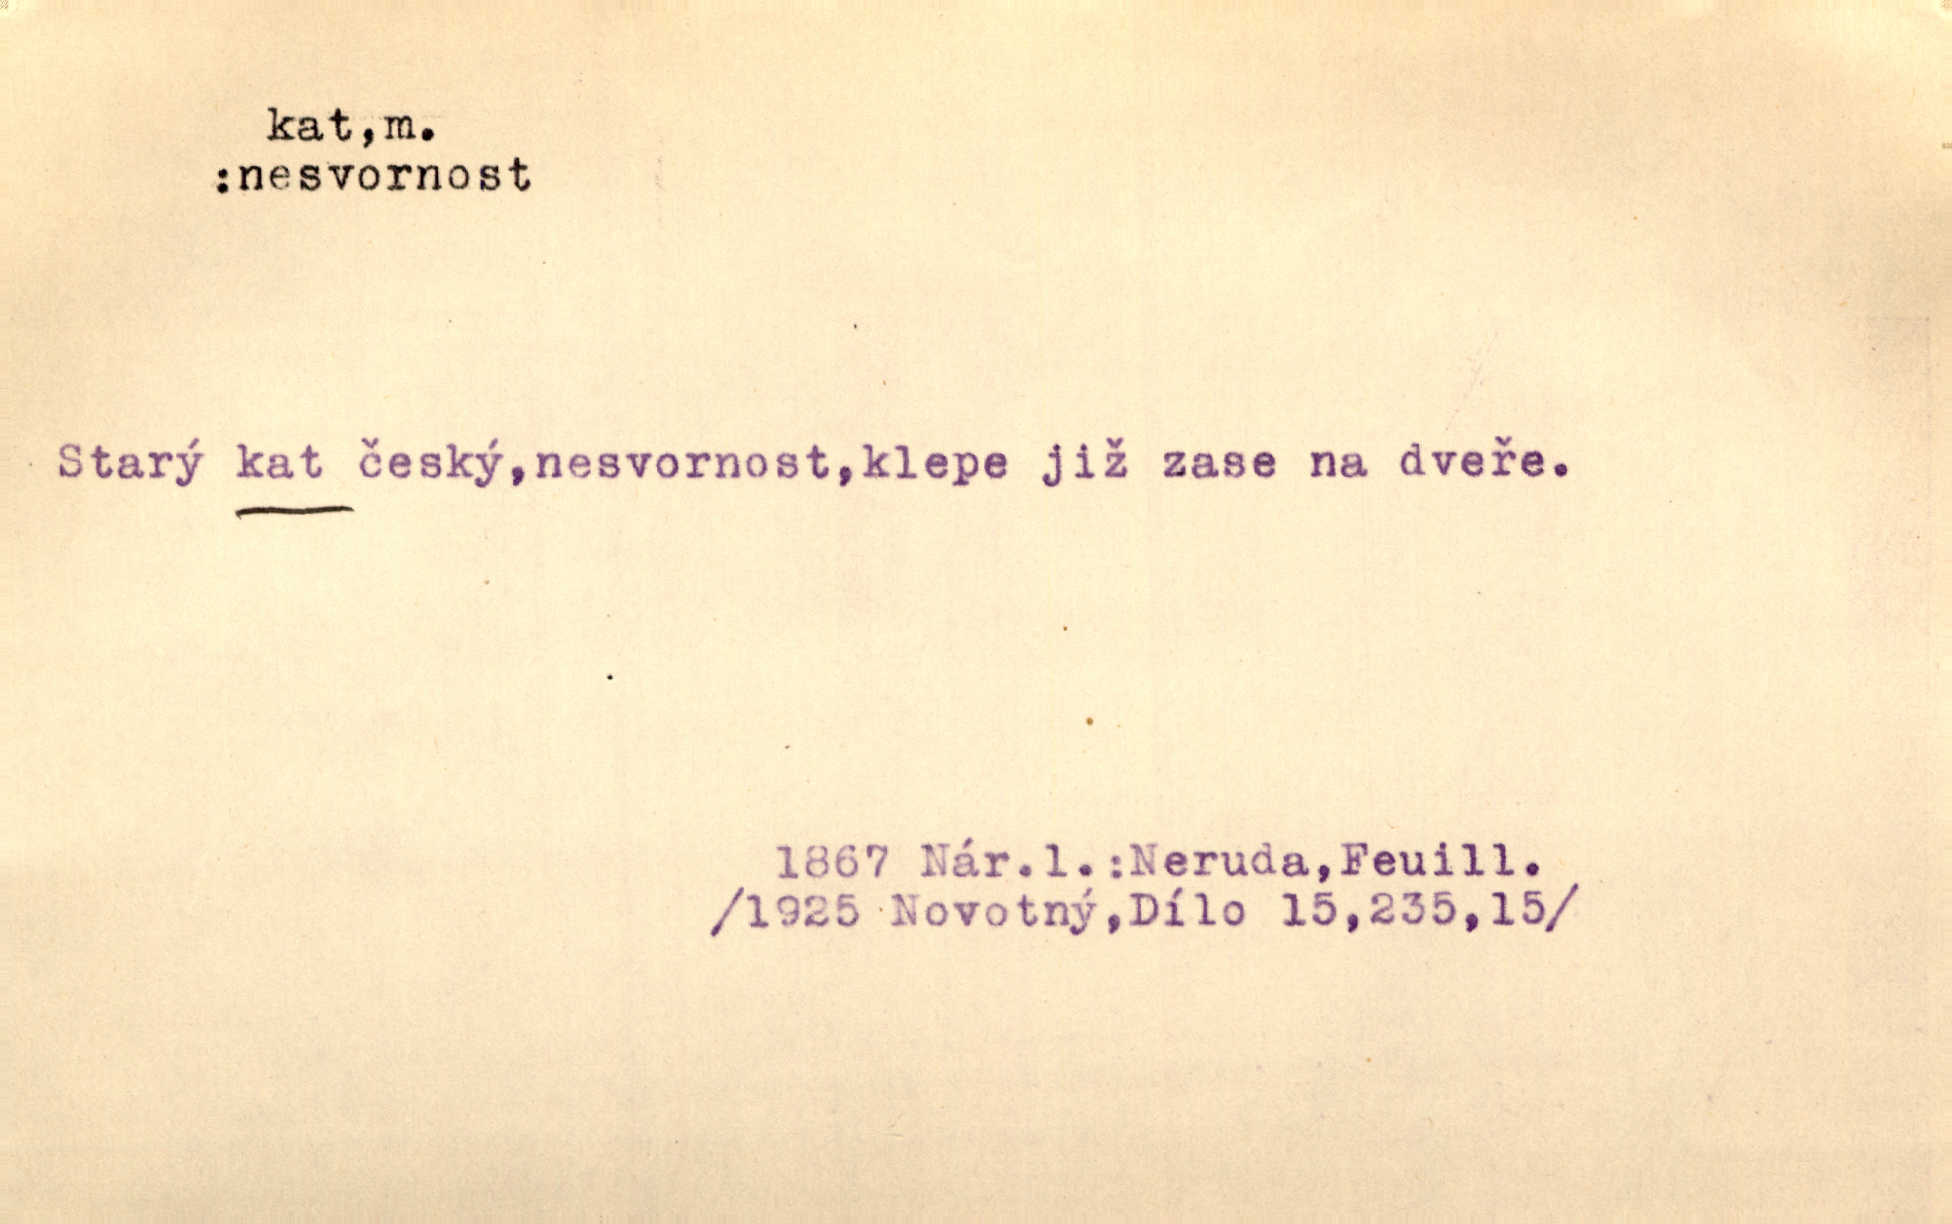 kat,m.
:nesvornost
Starý kat český,nesvornost,klepe již zase na dveře.
1867 Nár.l.:Neruda,Feuill.
/1925 Novotný,Dílo 15,235,15/